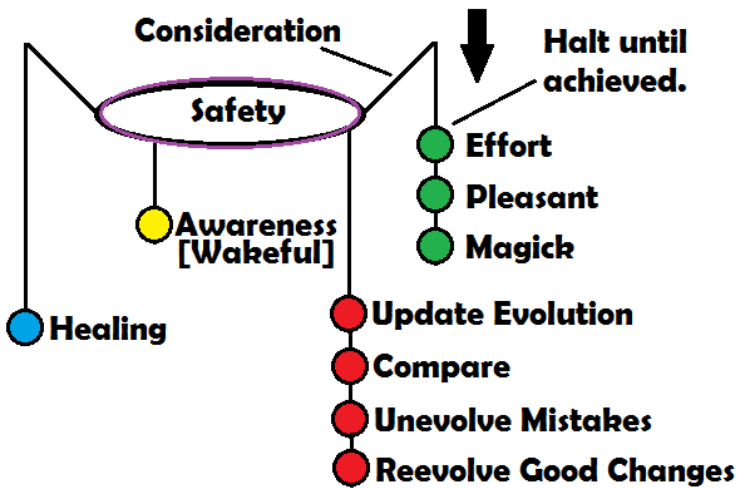 Consideration
Halt until
achieved.
Safety
Effort
Pleasant
Magick
Awareness
[Wakeful]
Healing
Update Evolution
Compare
Unevolve Mistakes
Reevolve Good Changes